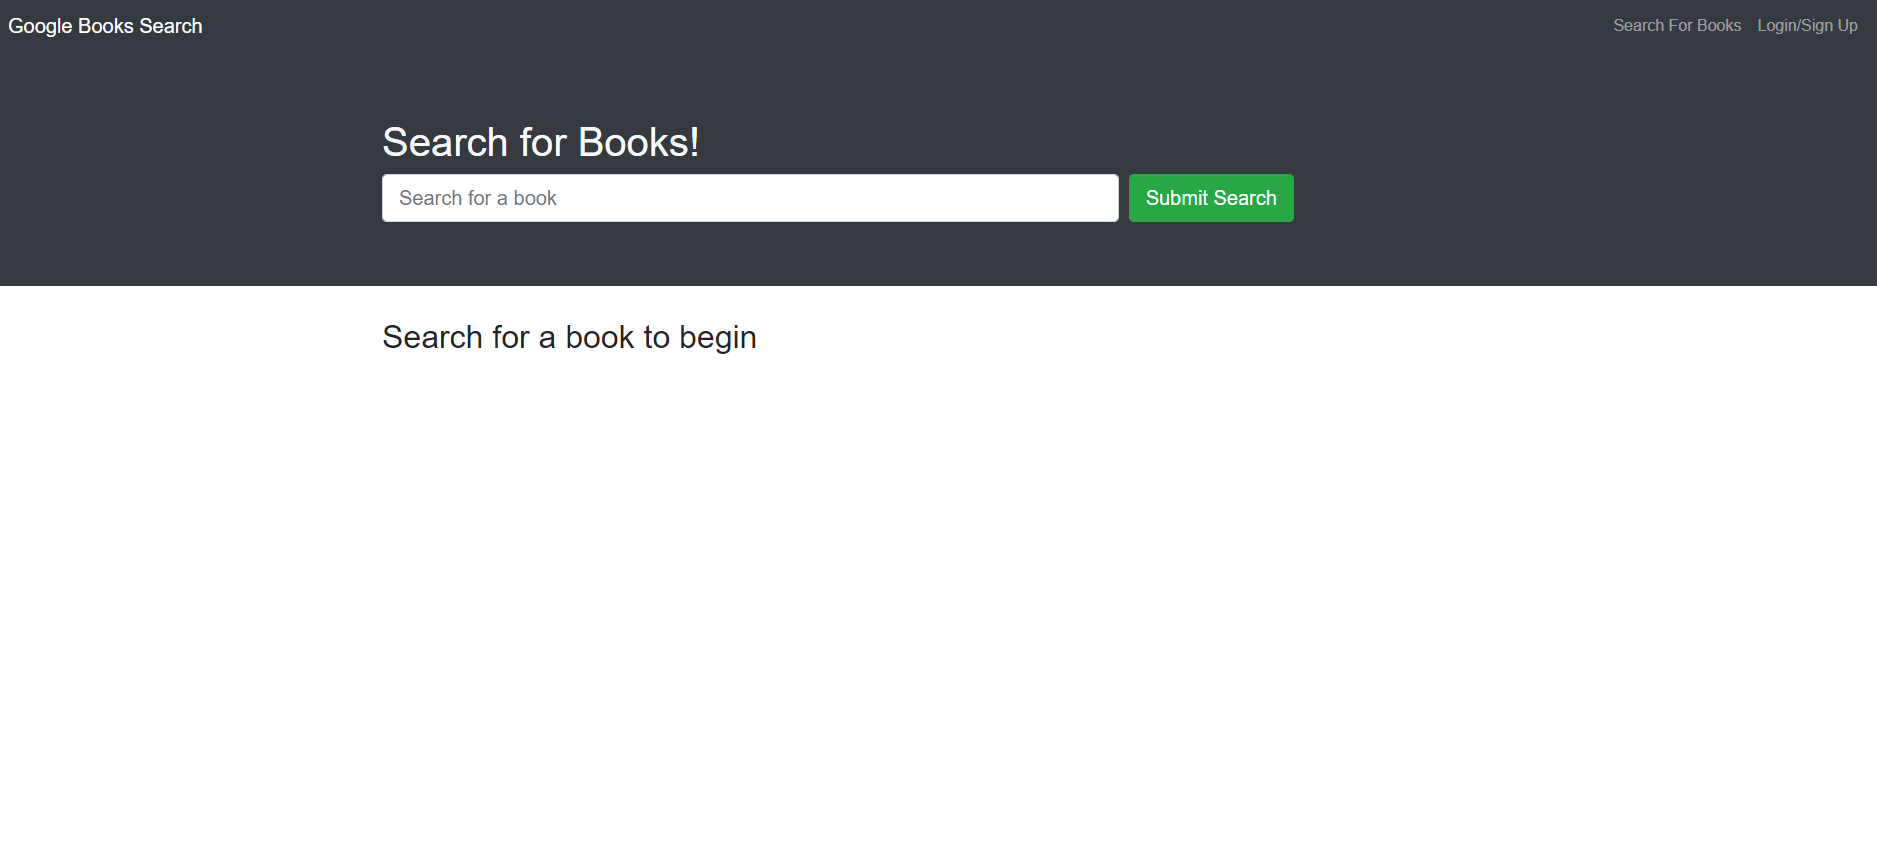 Google Books Search
Search For Books
Login/Sign Up
Search for Books!
Search for a book
Submit Search
Search for a book to begin